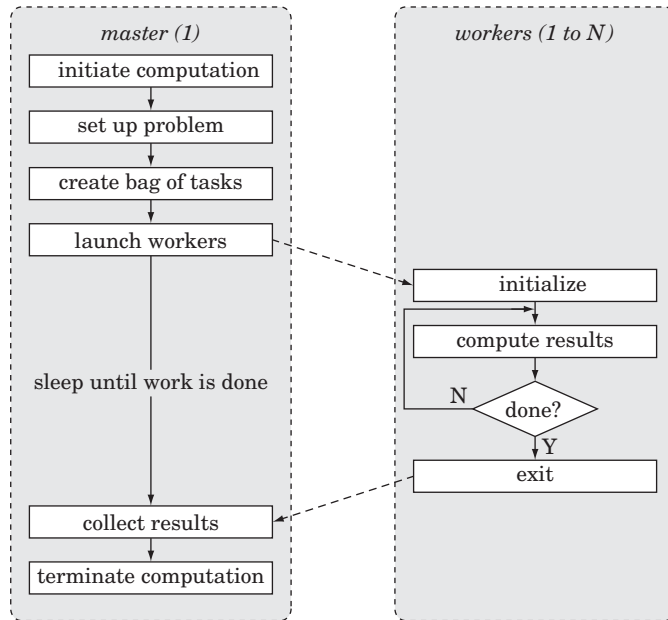 master (1)
initiate computation
set up problem
create bag of tasks
launch workers
sleep until work is done
collect results
terminate computation
workers (1 to N)
initialize
compute results
done?
N
Y
exit